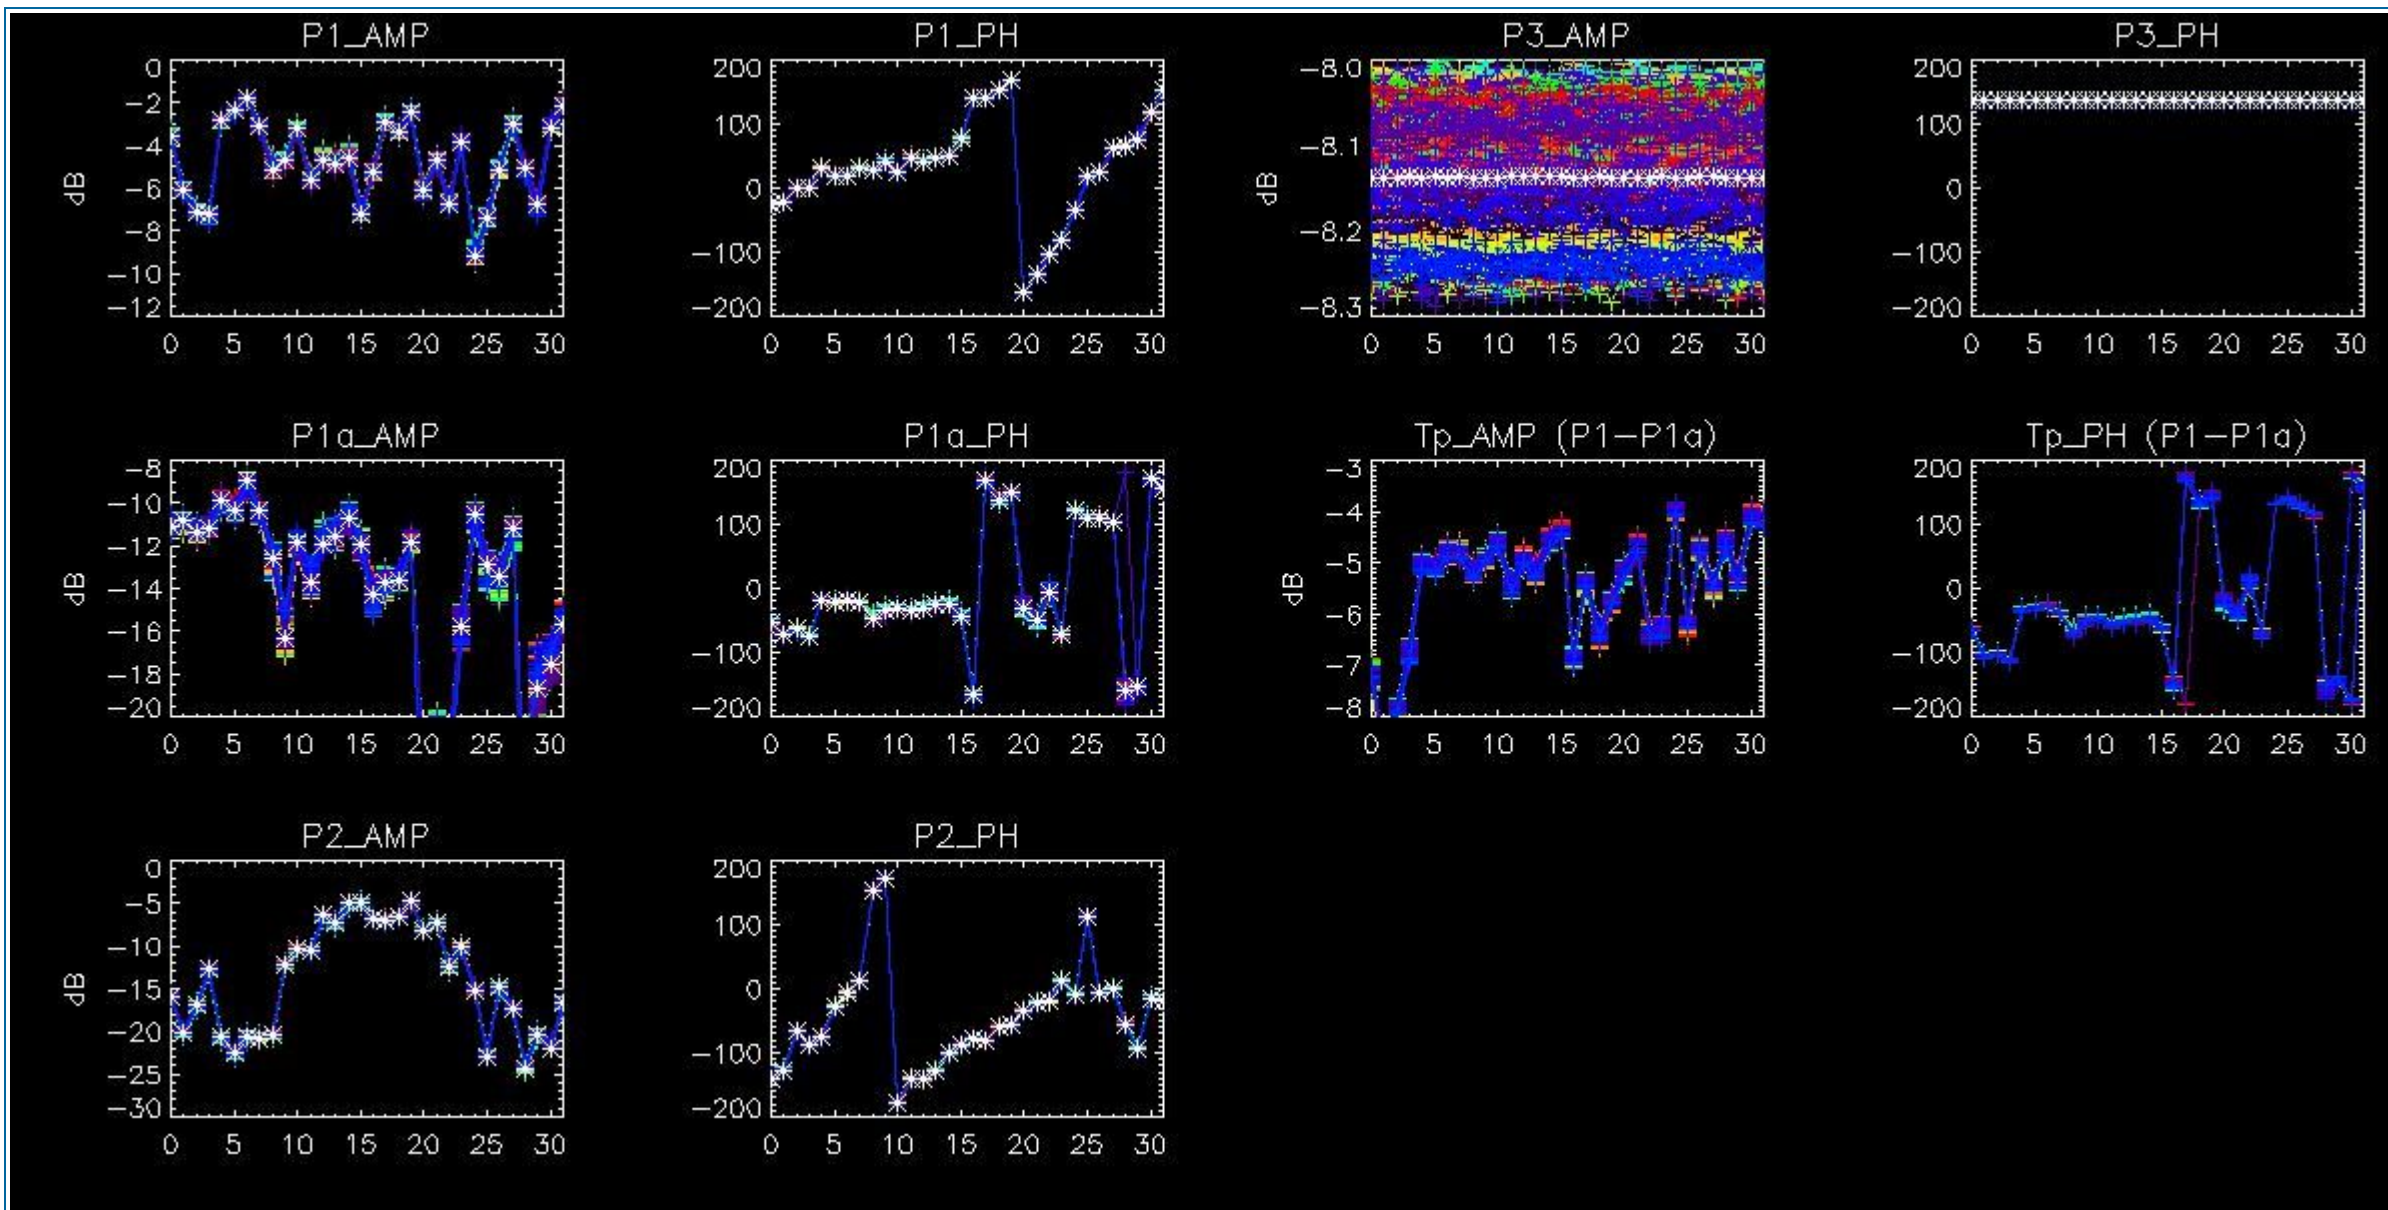 P1_AMP P1_PH P3_AMP P3_PH
0 200 −8.0 200
−2
100 −8.1 100
−4
dB −6 0 dB 0
−8 −8.2
−100 −100
−10
−12 −200 −8.3 −200
0 5 10 15 20 25 30 0 5 10 15 20 25 30 0 5 10 15 20 25 30 0 5 10 15 20 25 30
P1a_AMP P1a_PH Tp_AMP (P1−P1a) Tp_PH (P1−P1a)
−8 200 −3 200
−10 100 −4 100
−12
dB −14 0 dB −5 0
−6
−16 −100 −7 −100
−18
−20 −200 −8 −200
0 5 10 15 20 25 30 0 5 10 15 20 25 30 0 5 10 15 20 25 30 0 5 10 15 20 25 30
P2_AMP P2_PH
0 200
−5 100
−10
dB −15 0
−20 −100
−25
−30 −200
0 5 10 15 20 25 30 0 5 10 15 20 25 30